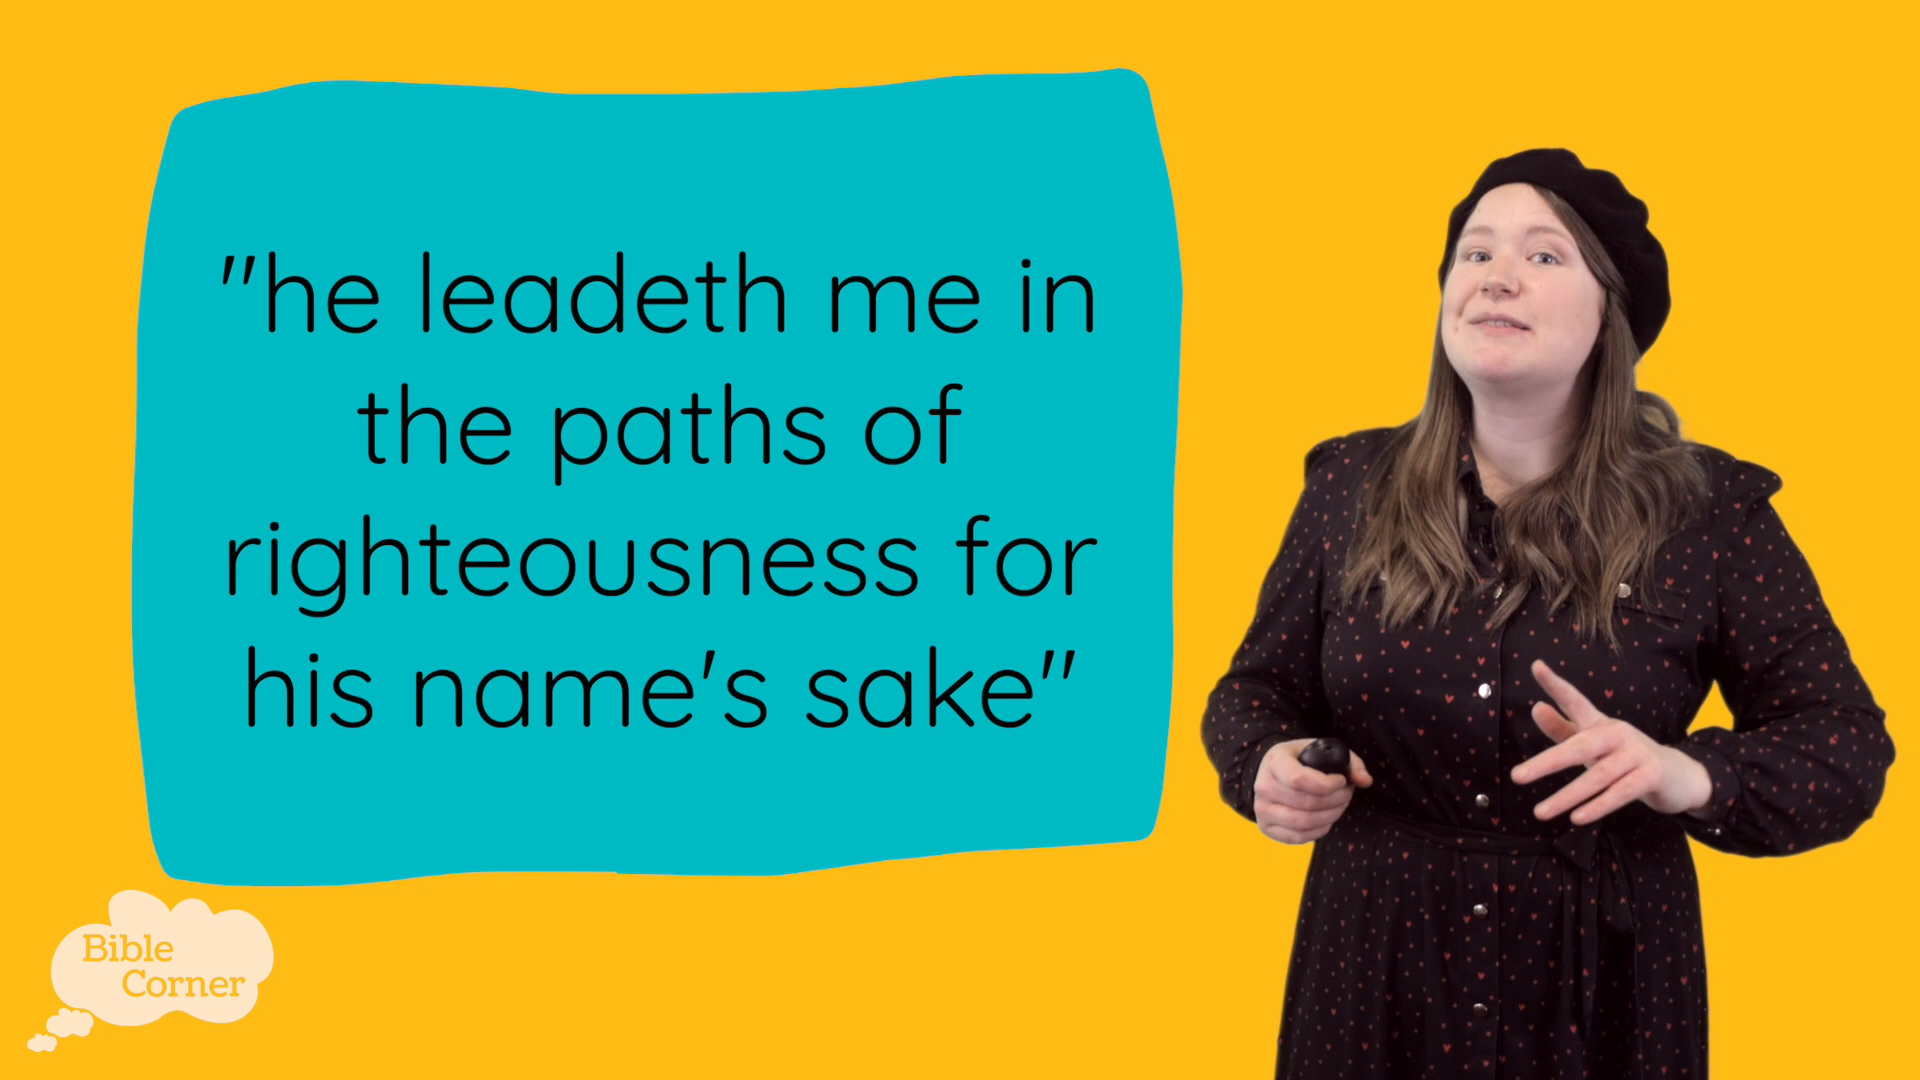 "he leadeth me in
the paths of
righteousness for
his name's sake"
Bible
Corner